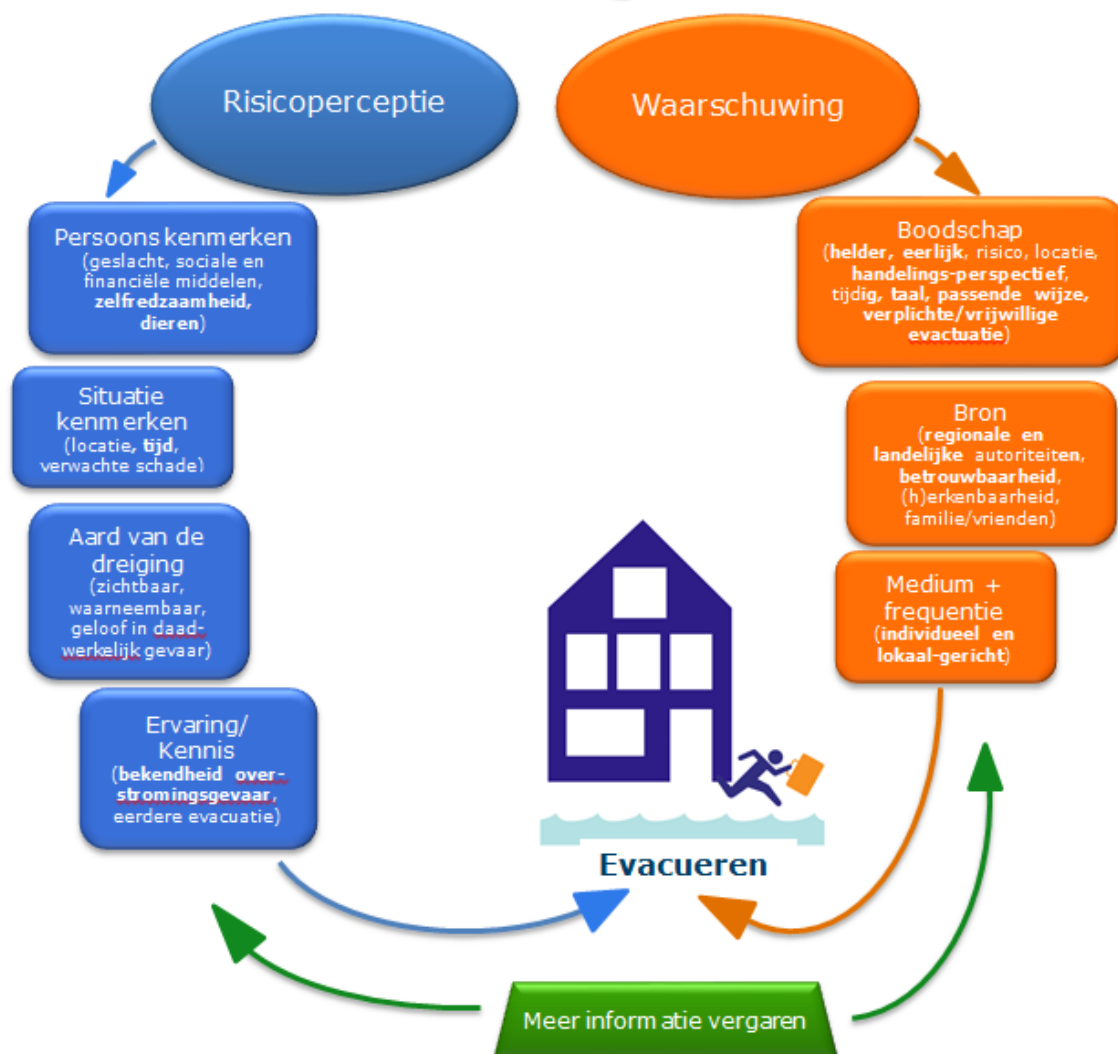 Risicoperceptie
Waarschuwing
Persoons kenmerken
(geslacht, sociale en
financiële middelen,
zelfredzaamheid,
dieren)
Situatie
kenmerken
(locatie, tijd,
verwachte schade)
Aard van de
dreiging
(zichtbaar,
waarneembaar,
geloof in daad-
werkelijk gevaar)
Ervaring/
Kennis
(bekendheid over-
stromingsgevaar,
eerdere evacuatie)
Boodschap
(helder, eerlijk, risico, locatie,
handelings-perspectief,
tijdig, taal, passende wijze,
verplichte/vrijwillige
evactuatie)
Bron
(regionale en
landelijke autoriteiten,
betrouwbaarheid,
(h)erkenbaarheid,
familie/vrienden)
Medium +
frequentie
(individueel en
lokaal-gericht)
Evacueren
Meer informatie vergaren